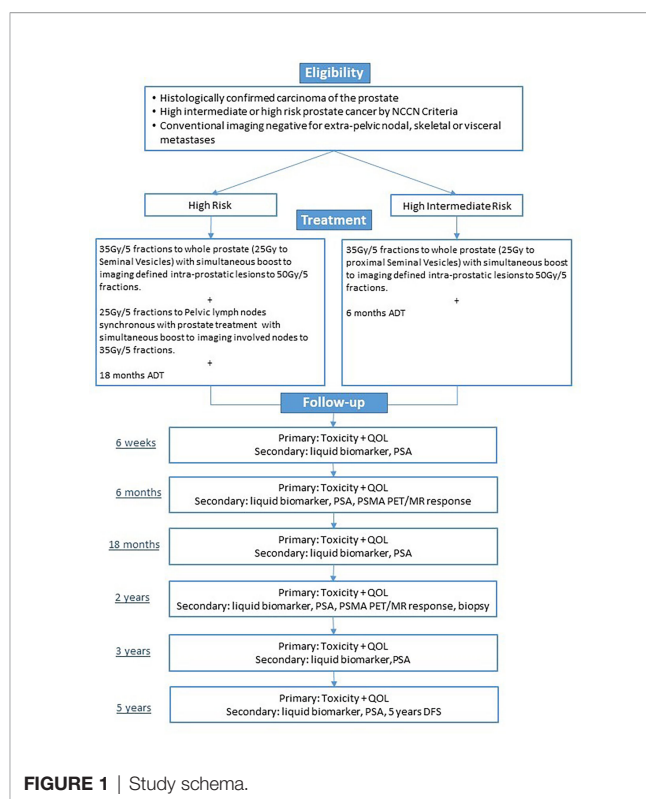 Eligibility
• Histologically confirmed carcinoma of the prostate
• High intermediate or high risk prostate cancer by NCCN Criteria
• Conventional imaging negative for extra-pelvic nodal, skeletal or visceral
metastases
High Risk
High Intermediate Risk
Treatment
35Gy/5 fractions to whole prostate (25Gy to
Seminal Vesicles) with simultaneous boost to
imaging defined intra-prostatic lesions to 50Gy/5
fractions.
+
25Gy/5 fractions to Pelvic lymph nodes
synchronous with prostate treatment with
simultaneous boost to imaging involved nodes to
35Gy/5 fractions.
+
18 months ADT
35Gy/5 fractions to whole prostate (25Gy to
proximal Seminal Vesicles) with simultaneous boost
to imaging defined intra-prostatic lesions to 50Gy/5
fractions.
+
6 months ADT
Follow-up
6 weeks
Primary: Toxicity + QOL
Secondary: liquid biomarker, PSA
6 months
Primary: Toxicity + QOL
Secondary: liquid biomarker, PSA, PSMA PET/MR response
18 months
Primary: Toxicity + QOL
Secondary: liquid biomarker, PSA
2 years
Primary: Toxicity + QOL
Secondary: liquid biomarker, PSA, PSMA PET/MR response, biopsy
3 years
Primary: Toxicity + QOL
Secondary: liquid biomarker,PSA
5 years
Primary: Toxicity + QOL
Secondary: liquid biomarker, PSA, 5 years DFS
FIGURE 1 | Study schema.